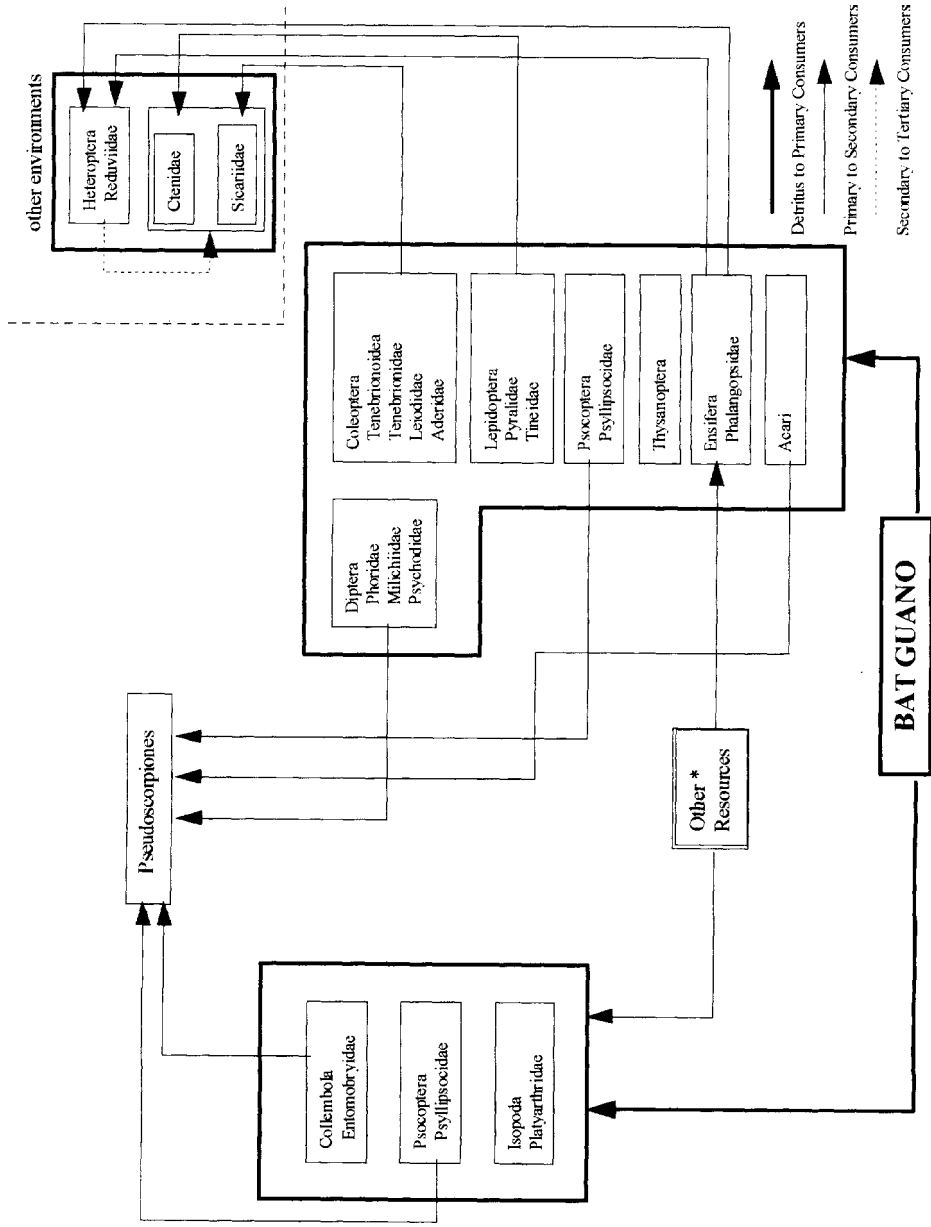 other environments
Heteroptera
Reduviidae
Ctenidae
Sicariidae
Pseudoscorpiones
Diptera
Phoridae
Milichiidae
Psychodidae
Coleoptera
Tenebrionoidea
Tenebrionidae
Leiodidae
Aderidae
Lepidoptera
Pyralidae
Tineidae
Psocoptera
Psyllipsocidae
Thysanoptera
Ensifera
Phalangopsidae
Acari
Collembola
Entomobryidae
Psocoptera
Psyllipsocidae
Isopoda
Platyarthridae
Other *
Resources
BAT GUANO
Detritus to Primary Consumers
Primary to Secondary Consumers
Secondary to Tertiary Consumers